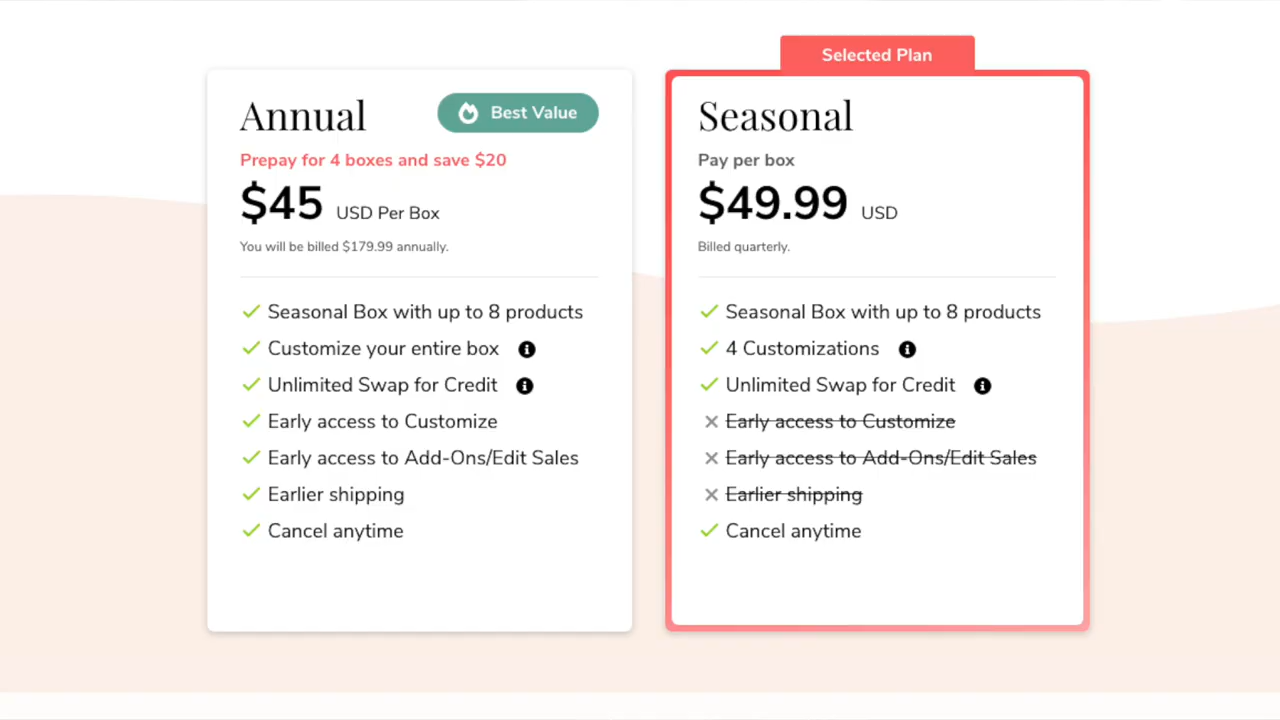 Selected Plan
Annual
Best Value
Prepay for 4 boxes and save $20
$45 USD Per Box
You will be billed $179.99 annually.
Seasonal Box with up to 8 products
Customize your entire box
Unlimited Swap for Credit
Early access to Customize
Early access to Add-Ons/Edit Sales
Earlier shipping
Cancel anytime
Seasonal
Pay per box
$49.99 USD
Billed quarterly.
Seasonal Box with up to 8 products
4 Customizations
Unlimited Swap for Credit
Early access to Customize
Early access to Add-Ons/Edit Sales
Earlier shipping
Cancel anytime